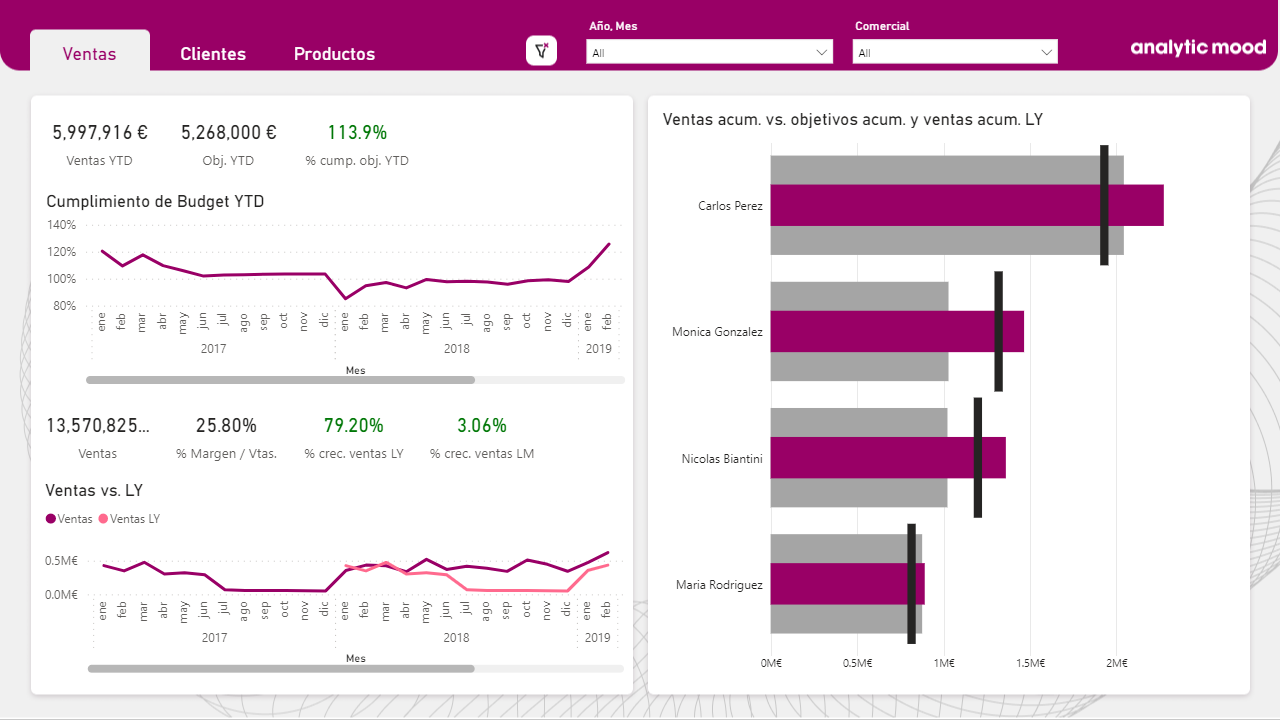 Ventas
Clientes
Productos
Año, Mes
All
Comercial
All
analytic mood
5,997,916 €
5,268,000 €
113.9%
Ventas YTD
Obj. YTD
% cump. obj. YTD
Cumplimiento de Budget YTD
140%
120%
100%
80%
ene feb mar abr may jun jul ago sep oct nov dic ene feb mar abr may jun jul ago sep oct nov dic ene feb
2017 2018 2019
Mes
13,570,825...
25.80%
79.20%
3.06%
Ventas
% Margen / Vtas.
% crec. ventas LY
% crec. ventas LM
Ventas vs. LY
Ventas Ventas LY
0.5M€
0.0M€
ene feb mar abr may jun jul ago sep oct nov dic ene feb mar abr may jun jul ago sep oct nov dic ene feb
2017 2018 2019
Mes
Ventas acum. vs. objetivos acum. y ventas acum. LY
Carlos Perez
Monica Gonzalez
Nicolas Biantini
Maria Rodriguez
0M€ 0.5M€ 1M€ 1.5M€ 2M€